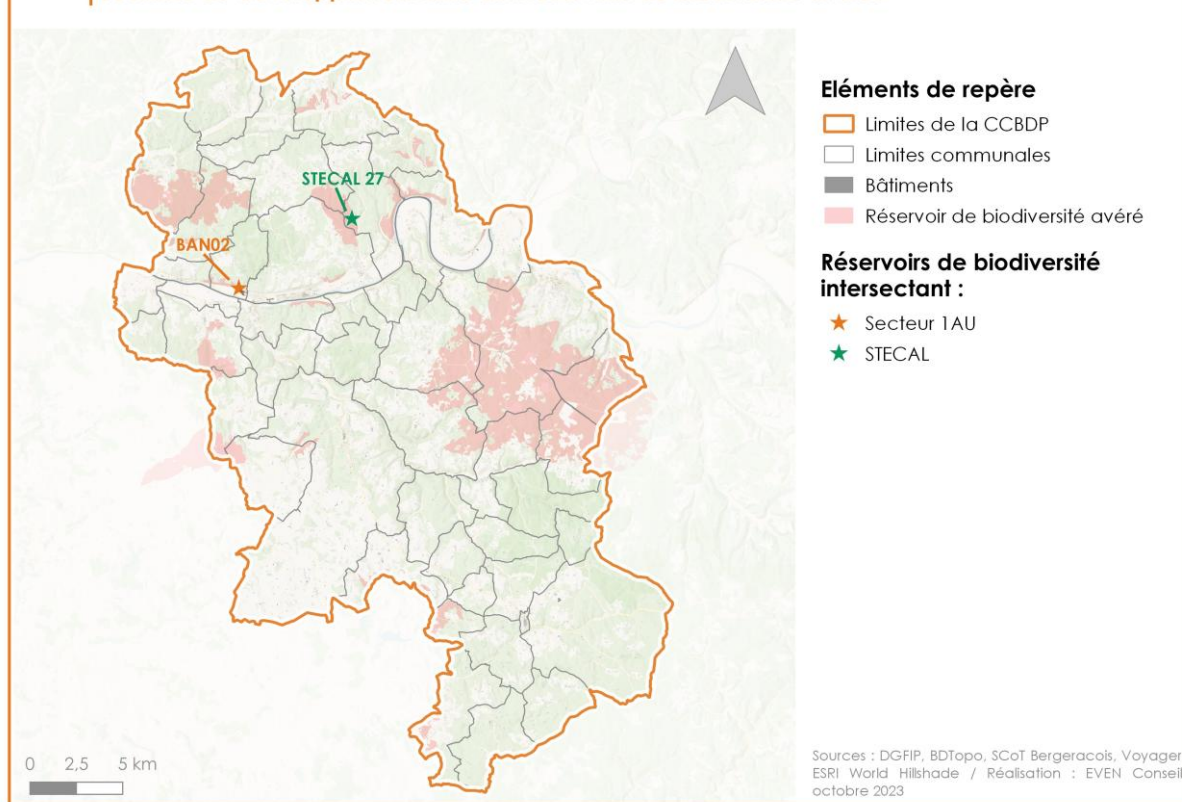 STECAL 27
BAN02
0 2,5 5 km
Eléments de repère
Limites de la CCBDP
Limites communales
Bâtiments
Réservoir de biodiversité avéré
Réservoirs de biodiversité
intersectant :
Secteur 1AU
STECAL
Sources : DGFIP, BDTopo, SCoT Bergeracois, Voyager
ESRI World Hillshade / Réalisation : EVEN Conseil
octobre 2023